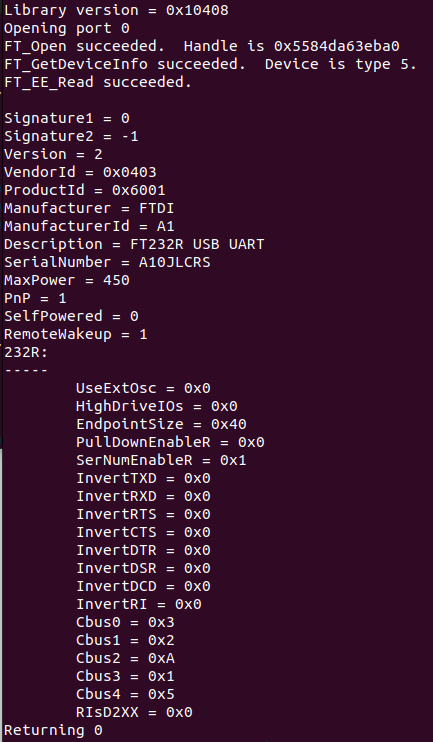 Library version = 0x10408
Opening port 0
FT_Open succeeded.  Handle is 0x5584da63eba0
FT_GetDeviceInfo succeeded.  Device is type 5.
FT_EE_Read succeeded.

Signature1 = 0
Signature2 = -1
Version = 2
VendorId = 0x0403
ProductId = 0x6001
Manufacturer = FTDI
ManufacturerId = A1
Description = FT232R USB UART
SerialNumber = A10JLCRS
MaxPower = 450
PnP = 1
SelfPowered = 0
RemoteWakeup = 1
232R:
-----
        UseExtOsc = 0x0
        HighDriveIOs = 0x0
        EndpointSize = 0x40
        PullDownEnableR = 0x0
        SerNumEnableR = 0x1
        InvertTXD = 0x0
        InvertRXD = 0x0
        InvertRTS = 0x0
        InvertCTS = 0x0
        InvertDTR = 0x0
        InvertDSR = 0x0
        InvertDCD = 0x0
        InvertRI = 0x0
        Cbus0 = 0x3
        Cbus1 = 0x2
        Cbus2 = 0xA
        Cbus3 = 0x1
        Cbus4 = 0x5
        RIsD2XX = 0x0
Returning 0